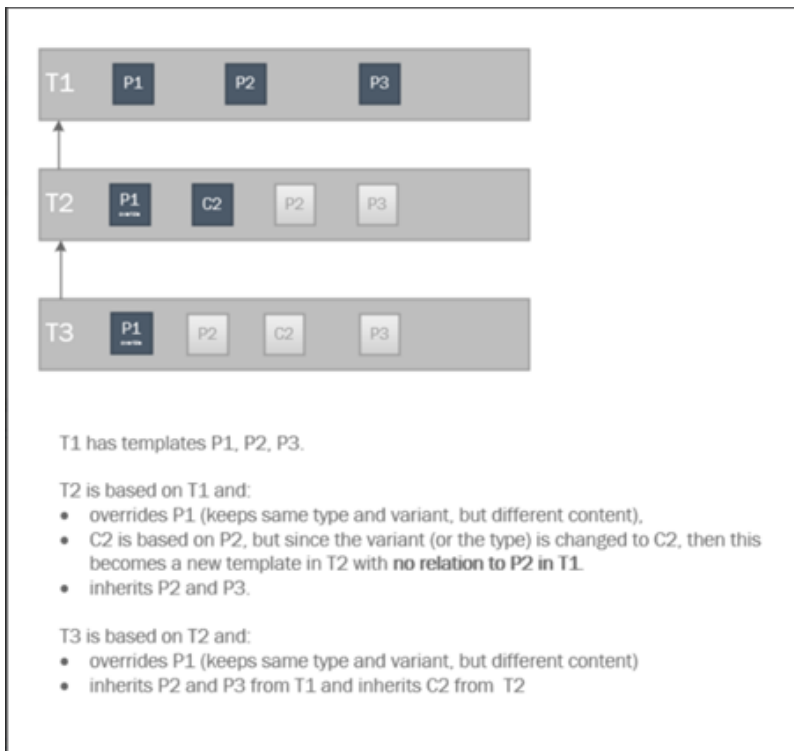 T1 P1 P2 P3
T2 P1 override C2 P2 P3
T3 P1 override P2 C2 P3
T1 has templates P1, P2, P3.
T2 is based on T1 and:
• overrides P1 (keeps same type and variant, but different content),
• C2 is based on P2, but since the variant (or the type) is changed to C2, then this
becomes a new template in T2 with no relation to P2 in T1.
• inherits P2 and P3.
T3 is based on T2 and:
• overrides P1 (keeps same type and variant, but different content)
• inherits P2 and P3 from T1 and inherits C2 from T2